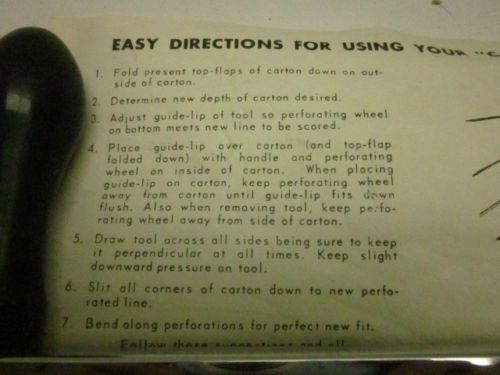 EASY DIRECTIONS FOR USING YOUR "C
1. Fold present top-flaps of carton down on out-
side of carton.
2. Determine new depth of carton desired.
3. Adjust guide-lip of tool so perforating wheel
on bottom meets new line to be scored.
4. Place guide-lip over carton (and top-flap
folded down) with handle and perforating
wheel on inside of carton. When placing
guide-lip on carton, keep perforating wheel
away from carton until guide-lip fits down
flush. Also when removing tool, keep perfo-
rating wheel away from side of carton.
5. Draw tool across all sides being sure to keep
it perpendicular at all times. Keep slight
downward pressure on tool.
6. Slit all corners of carton down to new perfo-
rated line.
7. Bend along perforations for perfect new fit.
Follow these suggestions and all